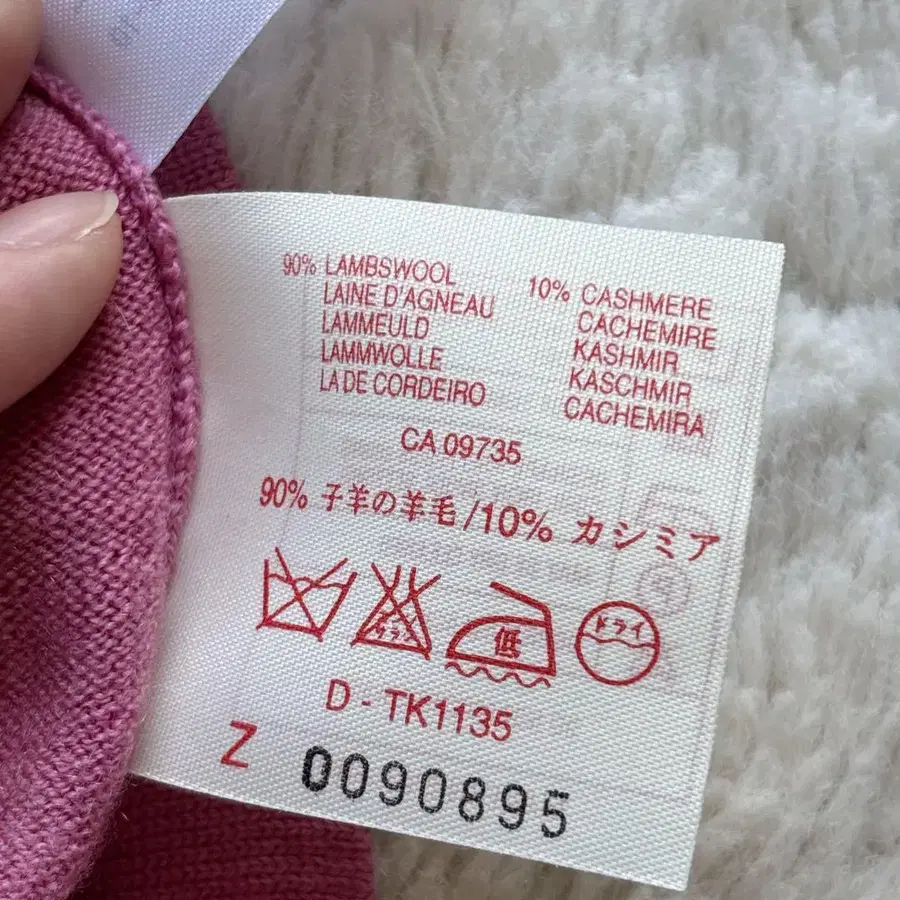 90% LAMBSWOOL
LAINE D'AGNEAU
LAMMEULD
LAMMWOLLE
LA DE CORDEIRO
10% CASHMERE
CACHEMIRE
KASHMIR
KASCHMIR
CACHEMIRA
CA 09735
90% 子羊の羊毛/10% カシミア
低
ドライ
D - TK1135
Z 0090895